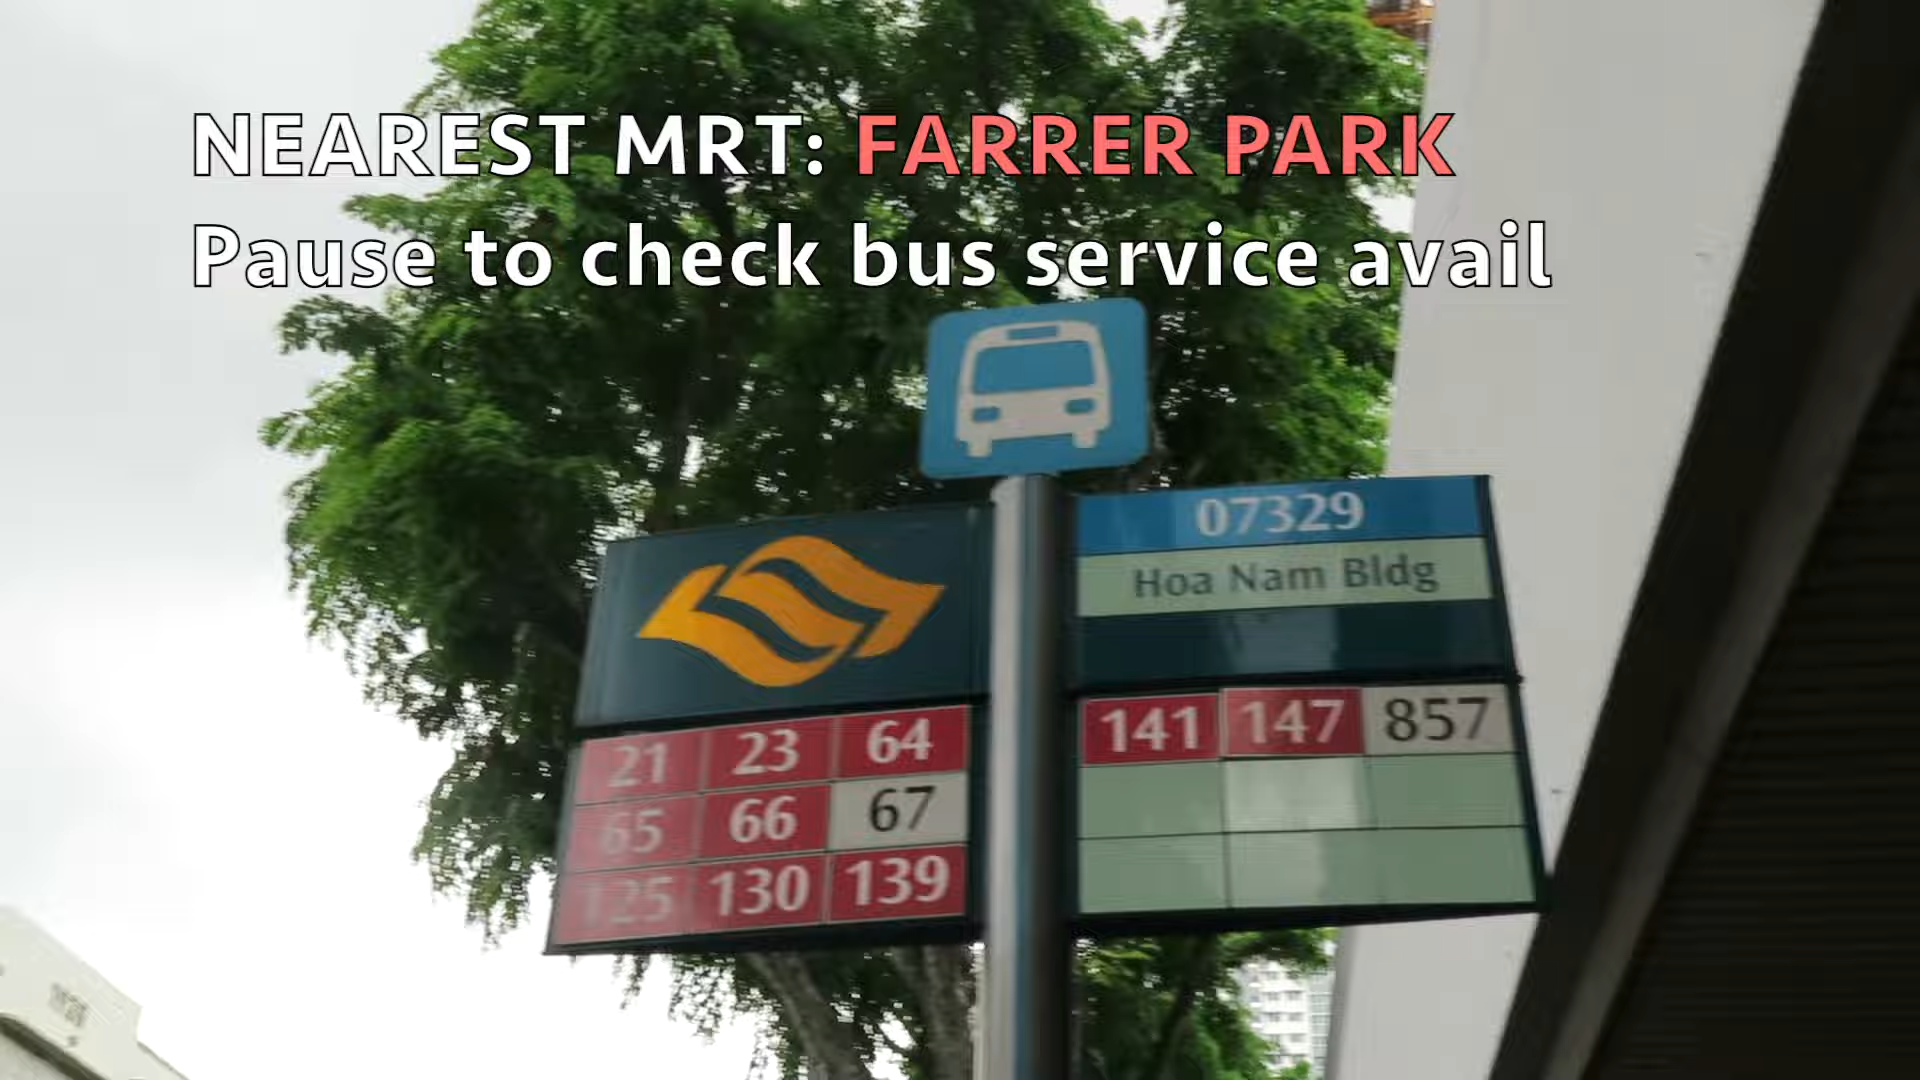 NEAREST MRT: FARRER PARK
Pause to check bus service avail
07329
Hoa Nam Bldg
21 23 64
65 66 67
125 130 139
141 147 857